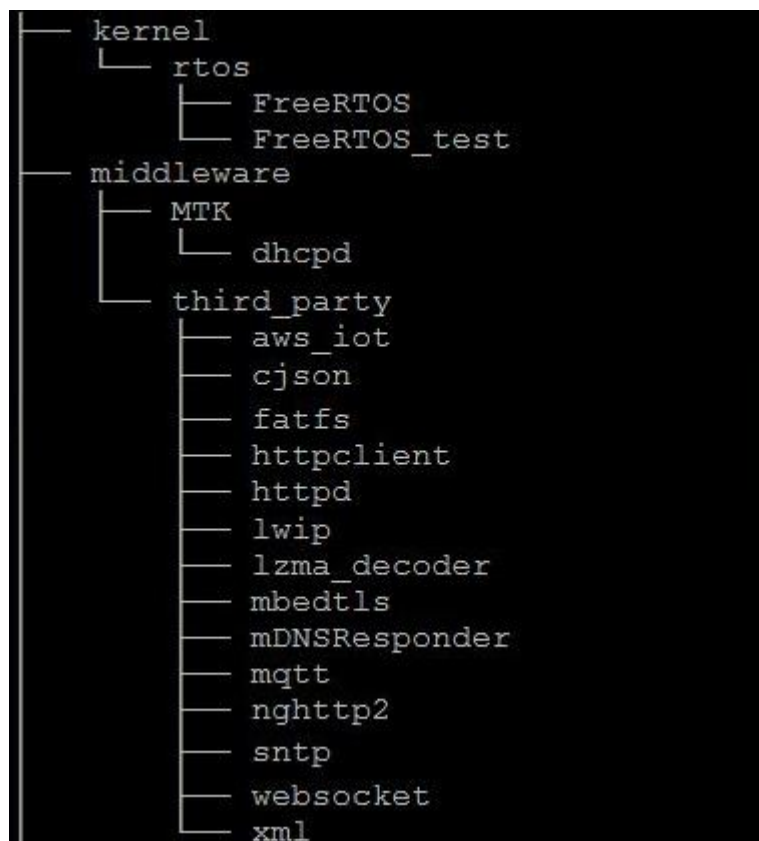 kernel
rtos
FreeRTOS
FreeRTOS_test
middleware
MTK
dhcpd
third_party
aws_iot
cjson
fatfs
httpclient
httpd
lwip
lzma_decoder
mbedtls
mDNSResponder
mqtt
nghttp2
sntp
websocket
xml